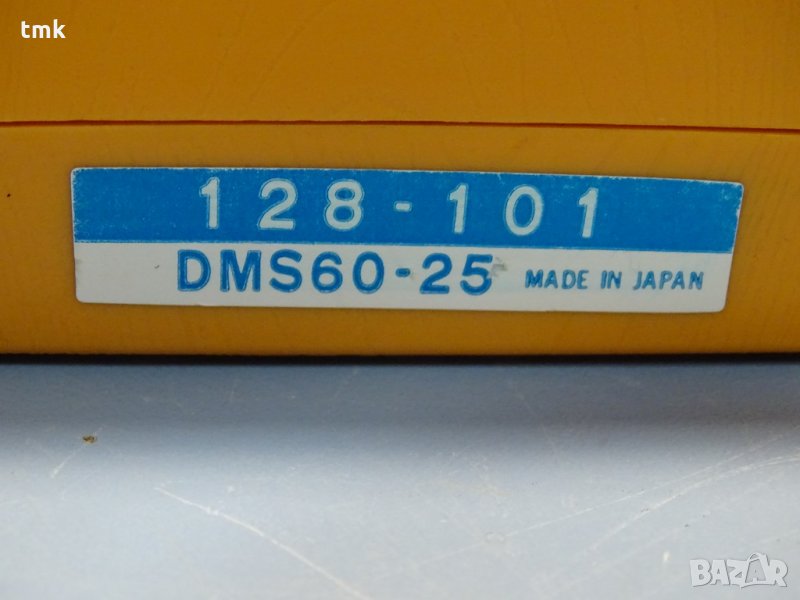 tmk
128-101
DMS60-25 MADE IN JAPAN
BAZAR